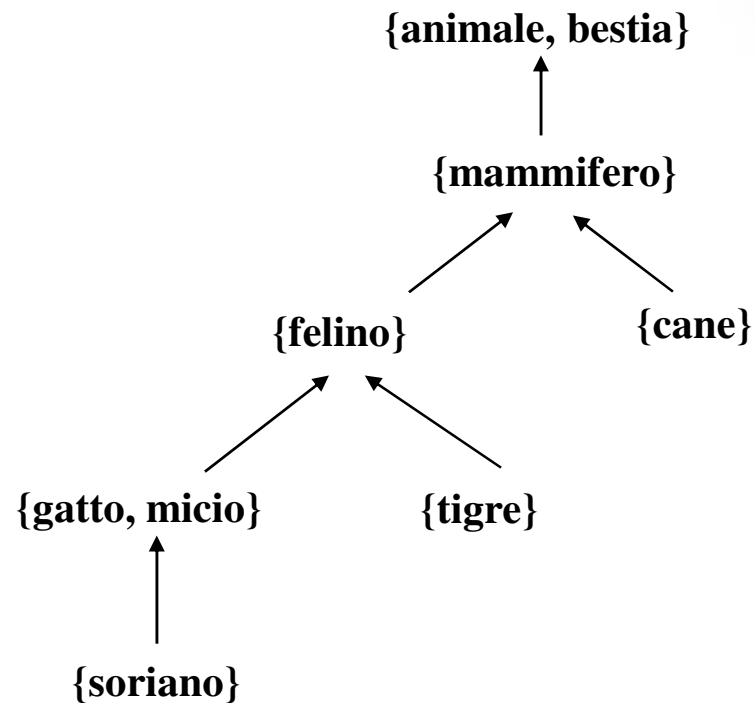 {animale, bestia}
{mammifero}
{felino}
{cane}
{gatto, micio}
{tigre}
{soriano}